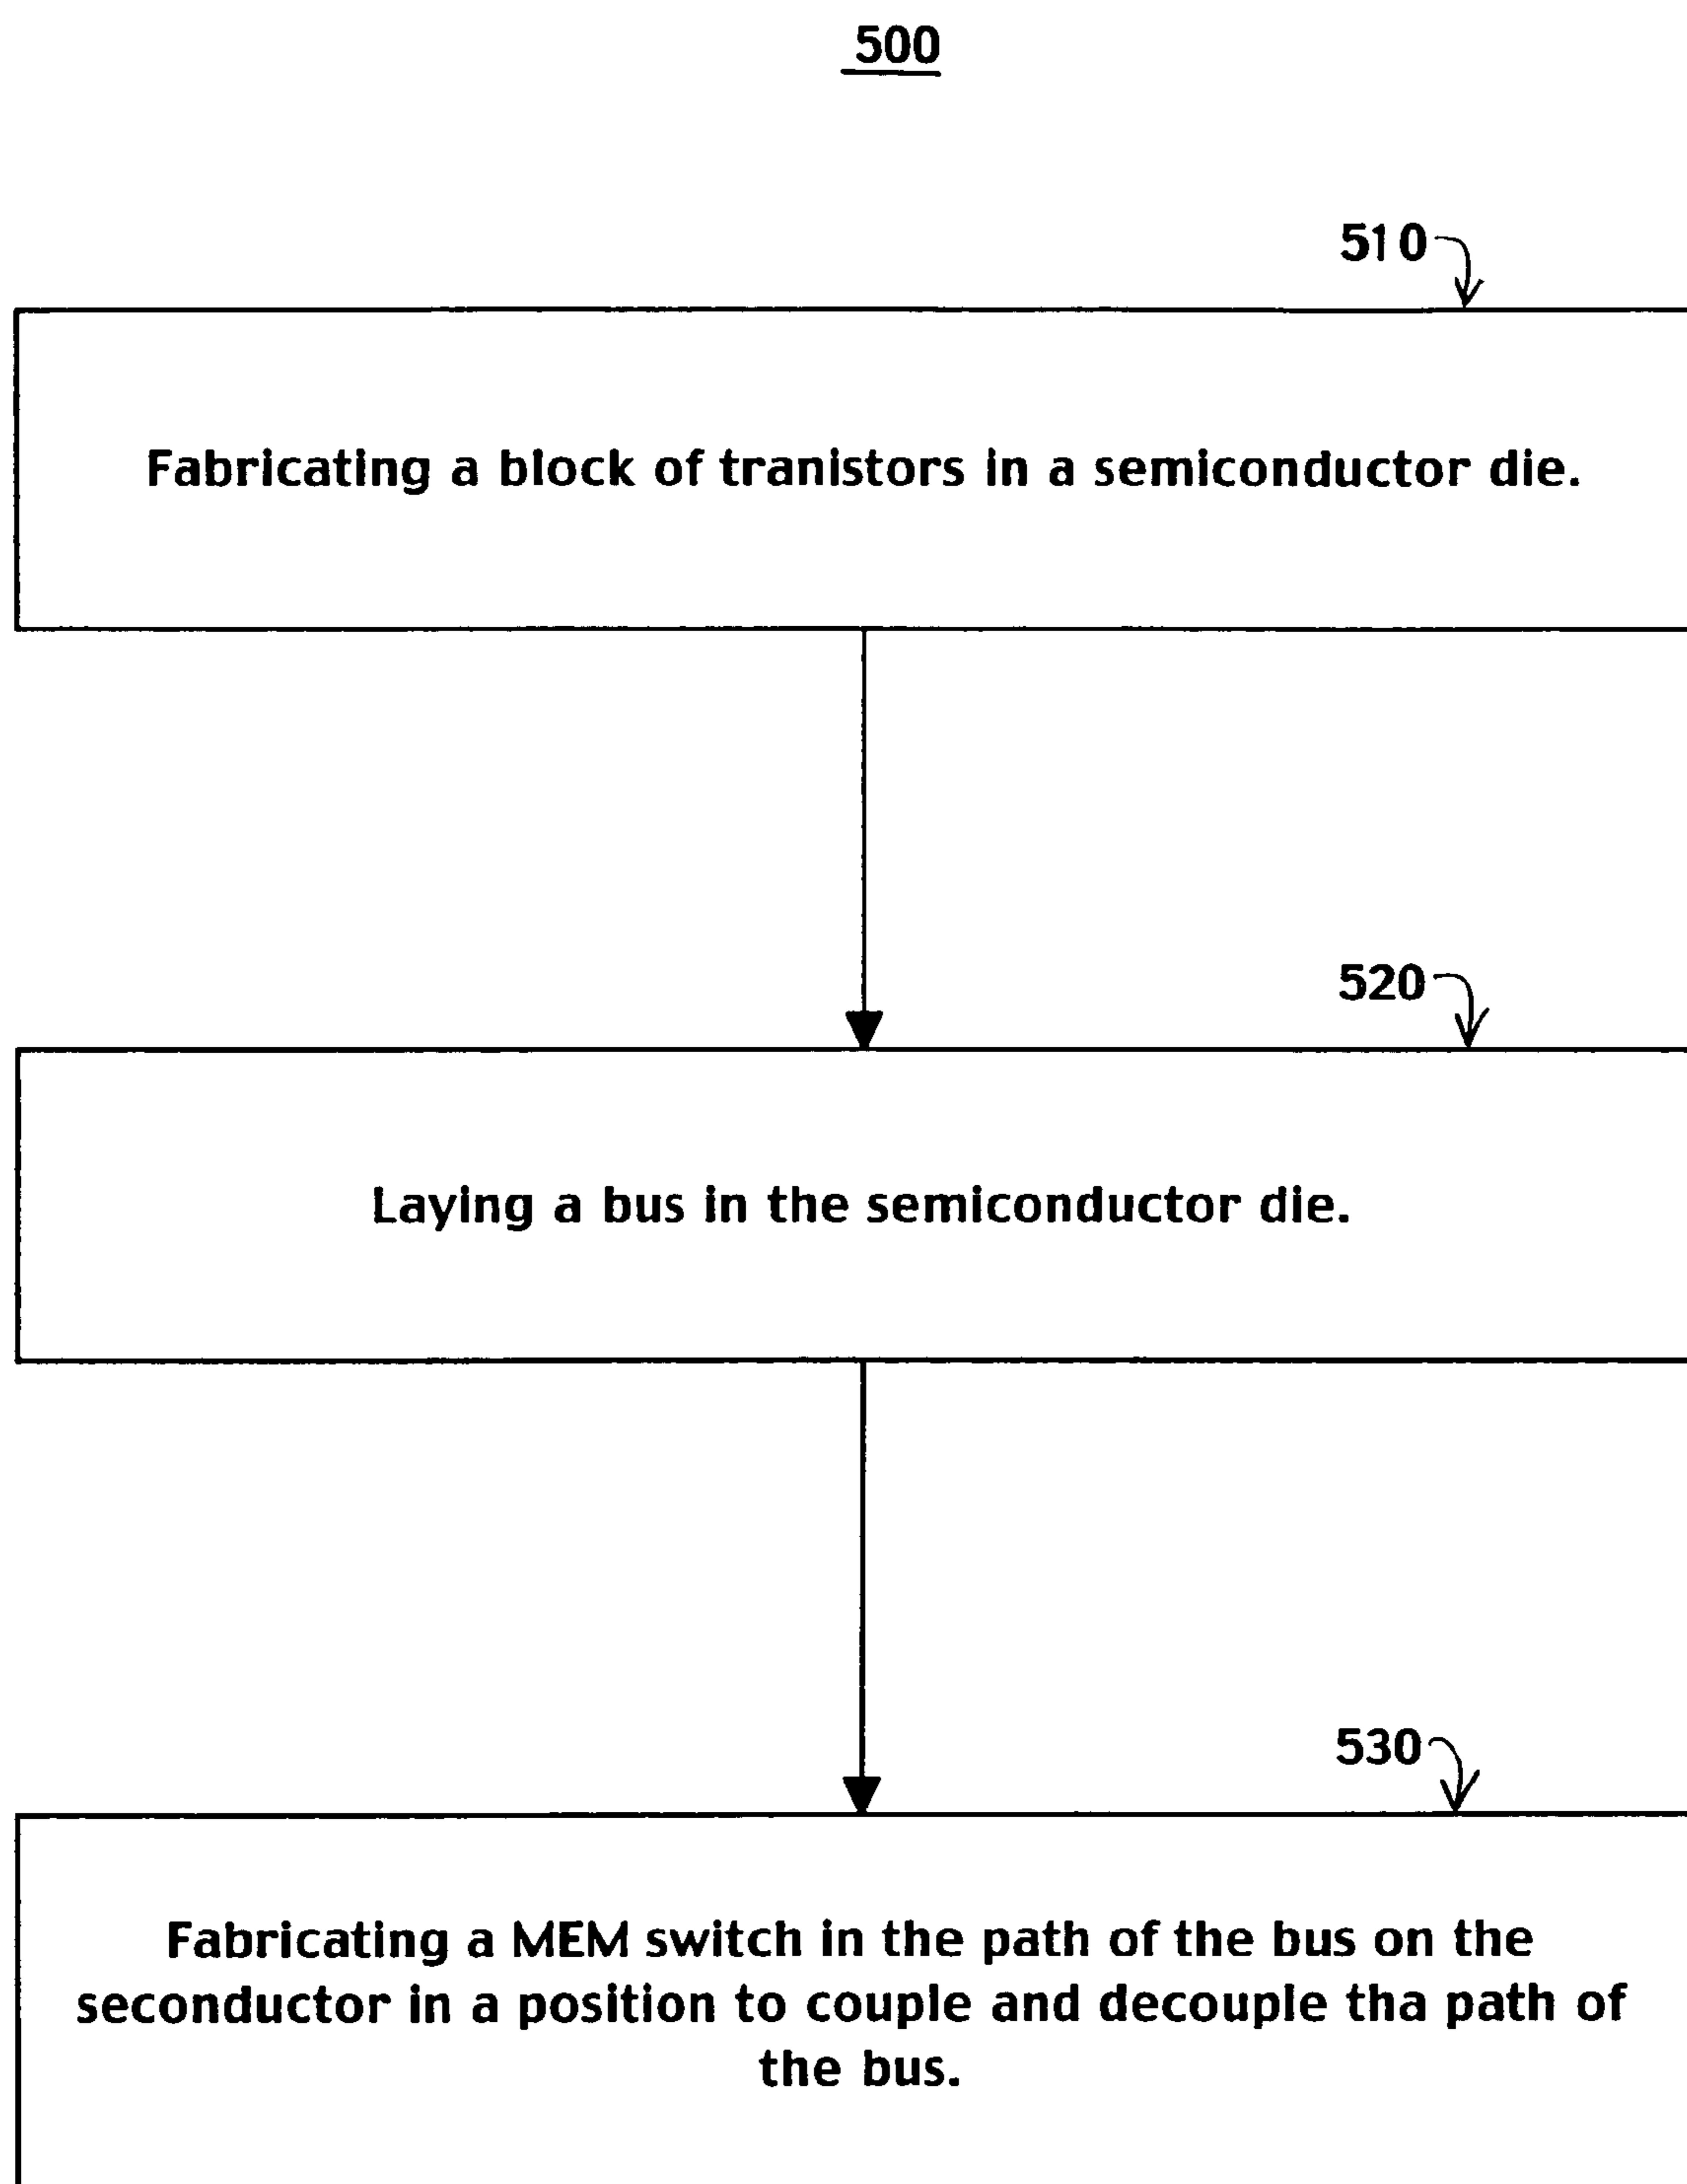 500
510
Fabricating a block of tranistors in a semiconductor die.
520
Laying a bus in the semiconductor die.
530
Fabricating a MEM switch in the path of the bus on the
seconductor in a position to couple and decouple tha path of
the bus.